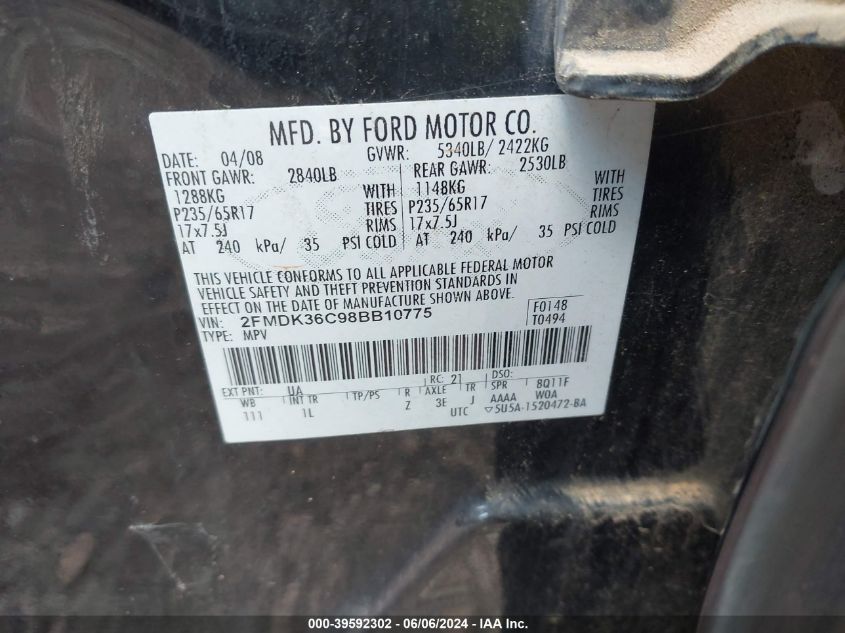 MFD. BY FORD MOTOR CO.
DATE: 04/08 GVWR: 5340LB/ 2422KG
FRONT GAWR: 2840LB REAR GAWR: 2530LB
1288KG WITH 1148KG WITH
P235/65R17 TIRES P235/65R17 TIRES
17x7.5J RIMS 17x7.5J RIMS
AT 240 kPa/ 35 PSI COLD AT 240 kPa/ 35 PSI COLD
THIS VEHICLE CONFORMS TO ALL APPLICABLE FEDERAL MOTOR
VEHICLE SAFETY AND THEFT PREVENTION STANDARDS IN
EFFECT ON THE DATE OF MANUFACTURE SHOWN ABOVE.
VIN: 2FMDK36C98BB10775 F0148
TYPE: MPV T0494
EXT PNT: UA RC: 21 DSO:
WB INT TR TP/PS R AXLE TR SPR 8Q11F
111 1L Z 3E J AAAA W0A
UTC ▽5U5A-1520472-BA
000-39592302 - 06/06/2024 - IAA Inc.